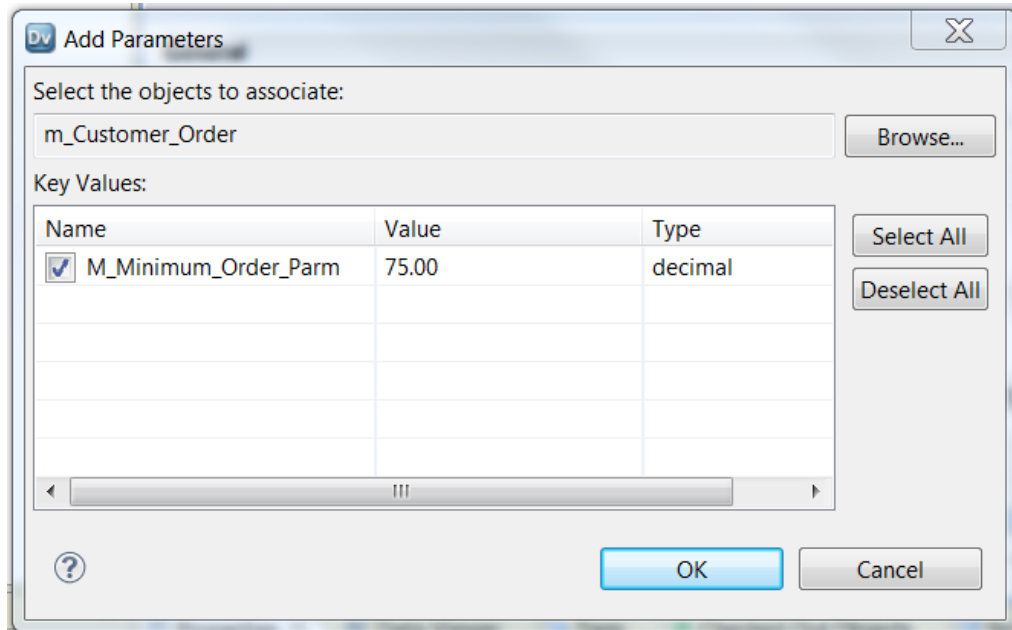 Dv Add Parameters
Select the objects to associate:
m_Customer_Order
Browse...
Key Values:
Name Value Type
Select All
M_Minimum_Order_Parm 75.00 decimal
Deselect All
OK Cancel